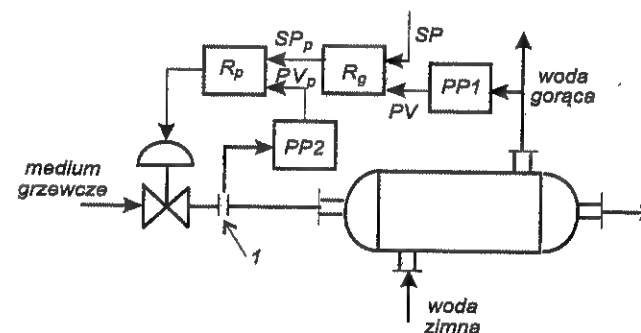 SP
SPp
Rp
PVp
Rg
PV
PP1
woda
gorąca
PP2
medium
grzewcze
1
woda
zimna